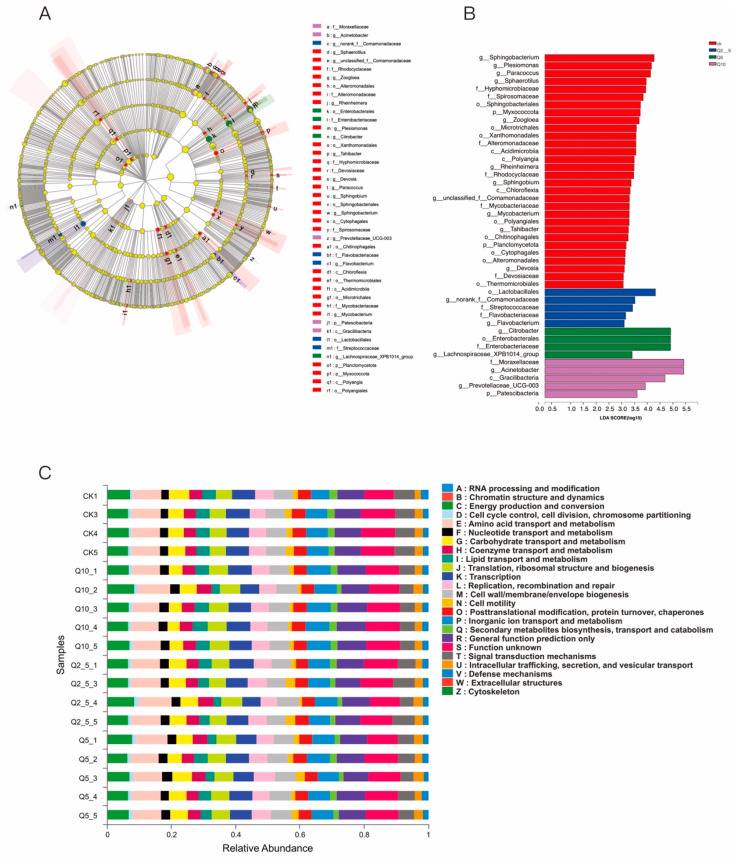 A
a : f__Moraxellaceae
b : g__Acinetobacter
c : g__norank_f__Comamonadaceae
d : g__Sphaerotilus
e : g__unclassified_f__Comamonadaceae
f : f__Rhodocyclaceae
g : g__Zoogloea
h : o__Alteromonadales
i : f__Alteromonadaceae
j : g__Rheinheimera
k : o__Enterobacterales
l : f__Enterobacteriaceae
m : g__Plesiomonas
n : g__Citrobacter
o : o__Xanthomonadales
p : g__Tahibacter
q : f__Hyphomicrobiaceae
r : f__Devosiaceae
s : g__Devosia
t : g__Paracoccus
u : g__Sphingobium
v : o__Sphingobacteriales
w : g__Sphingobacterium
x : o__Cytophagales
y : f__Spirosomaceae
z : g__Prevotellaceae_UCG-003
a1 : o__Chitinophagales
b1 : f__Flavobacteriaceae
c1 : g__Flavobacterium
d1 : c__Chloroflexia
e1 : o__Thermomicrobiales
f1 : c__Acidimicrobiia
g1 : o__Microtrichales
h1 : f__Mycobacteriaceae
i1 : g__Mycobacterium
j1 : p__Patescibacteria
k1 : c__Gracilibacteria
l1 : o__Lactobacillales
m1 : f__Streptococcaceae
n1 : g__Lachnospiraceae_XPB1014_group
o1 : p__Planctomycetota
p1 : p__Myxococcota
q1 : c__Polyangia
r1 : o__Polyangiales
B
ck
Q2_5
Q5
Q10
g__Sphingobacterium
g__Plesiomonas
g__Paracoccus
g__Sphaerotilus
f__Hyphomicrobiaceae
f__Spirosomaceae
o__Sphingobacteriales
p__Myxococcota
g__Zoogloea
o__Microtrichales
o__Xanthomonadales
f__Alteromonadaceae
c__Acidimicrobiia
c__Polyangia
g__Rheinheimera
f__Rhodocyclaceae
g__Sphingobium
c__Chloroflexia
g__unclassified_f__Comamonadaceae
f__Mycobacteriaceae
g__Mycobacterium
o__Polyangiales
g__Tahibacter
o__Chitinophagales
p__Planctomycetota
o__Cytophagales
o__Alteromonadales
g__Devosia
f__Devosiaceae
o__Thermomicrobiales
o__Lactobacillales
g__norank_f__Comamonadaceae
f__Streptococcaceae
f__Flavobacteriaceae
g__Flavobacterium
g__Citrobacter
o__Enterobacterales
f__Enterobacteriaceae
g__Lachnospiraceae_XPB1014_group
f__Moraxellaceae
g__Acinetobacter
c__Gracilibacteria
g__Prevotellaceae_UCG-003
p__Patescibacteria
0.0 0.5 1.0 1.5 2.0 2.5 3.0 3.5 4.0 4.5 5.0 5.5
LDA SCORE(log10)
C
Samples
CK1
CK3
CK4
CK5
Q10_1
Q10_2
Q10_3
Q10_4
Q10_5
Q2_5_1
Q2_5_3
Q2_5_4
Q2_5_5
Q5_1
Q5_2
Q5_3
Q5_4
Q5_5
0 0.2 0.4 0.6 0.8 1
Relative Abundance
A : RNA processing and modification
B : Chromatin structure and dynamics
C : Energy production and conversion
D : Cell cycle control, cell division, chromosome partitioning
E : Amino acid transport and metabolism
F : Nucleotide transport and metabolism
G : Carbohydrate transport and metabolism
H : Coenzyme transport and metabolism
I : Lipid transport and metabolism
J : Translation, ribosomal structure and biogenesis
K : Transcription
L : Replication, recombination and repair
M : Cell wall/membrane/envelope biogenesis
N : Cell motility
O : Posttranslational modification, protein turnover, chaperones
P : Inorganic ion transport and metabolism
Q : Secondary metabolites biosynthesis, transport and catabolism
R : General function prediction only
S : Function unknown
T : Signal transduction mechanisms
U : Intracellular trafficking, secretion, and vesicular transport
V : Defense mechanisms
W : Extracellular structures
Z : Cytoskeleton